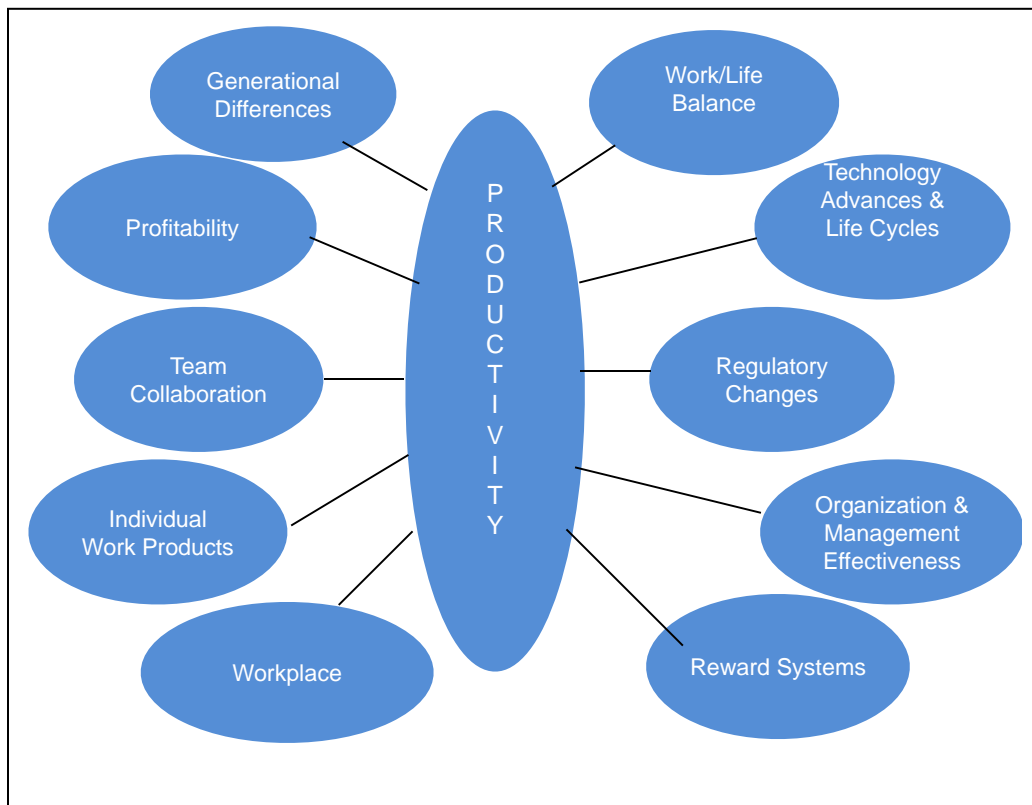 Generational
Differences
Work/Life
Balance
Technology
Advances &
Life Cycles
Profitability
P
R
O
D
U
C
T
I
V
I
T
Y
Team
Collaboration
Regulatory
Changes
Individual
Work Products
Organization &
Management
Effectiveness
Workplace
Reward Systems